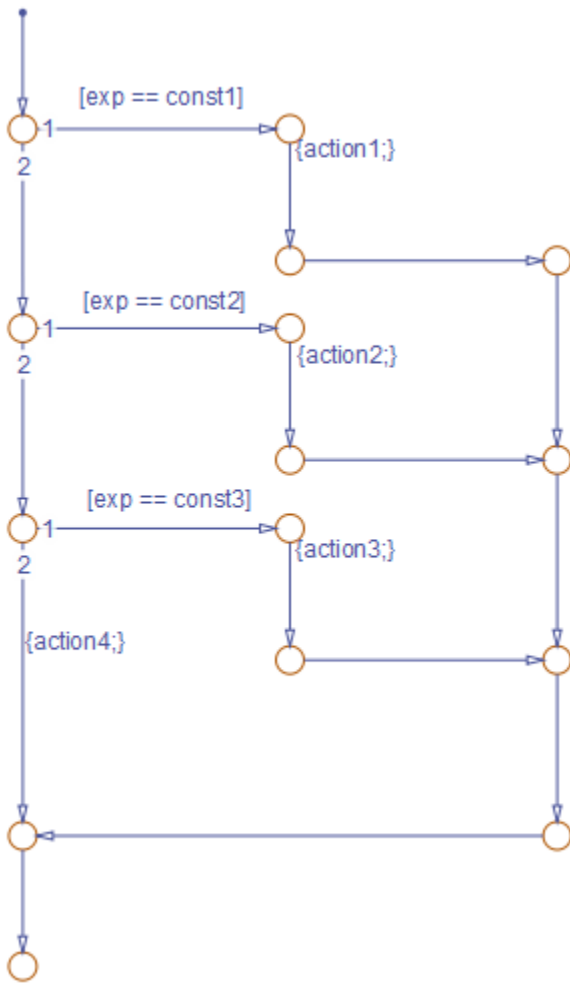 [exp == const1]
1
{action1;}
2
[exp == const2]
1
{action2;}
2
[exp == const3]
1
{action3;}
2
{action4;}